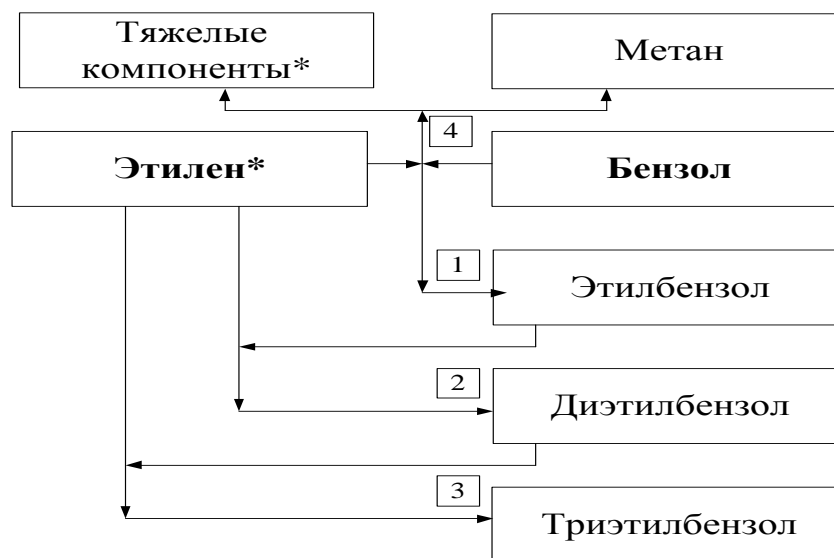 Тяжелые
компоненты*
Метан
4
Этилен*
Бензол
1
Этилбензол
2
Диэтилбензол
3
Триэтилбензол